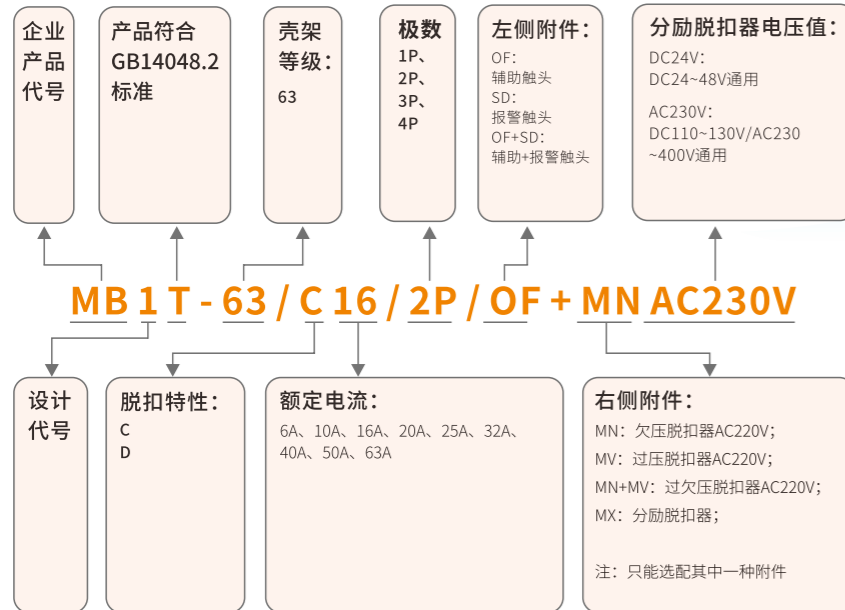 企业
产品
代号
产品符合
GB14048.2
标准
壳架
等级：
63
极数
1P、
2P、
3P、
4P
左侧附件：
OF：
辅助触头
SD：
报警触头
OF+SD：
辅助+报警触头
分励脱扣器电压值：
DC24V：
DC24~48V通用
AC230V：
DC110~130V/AC230
~400V通用
MB1T-63/C16/2P/OF+MN AC230V
设计
代号
脱扣特性：
C
D
额定电流：
6A、10A、16A、20A、25A、32A、
40A、50A、63A
右侧附件：
MN：欠压脱扣器AC220V；
MV：过压脱扣器AC220V；
MN+MV：过欠压脱扣器AC220V；
MX：分励脱扣器；
注：只能选配其中一种附件